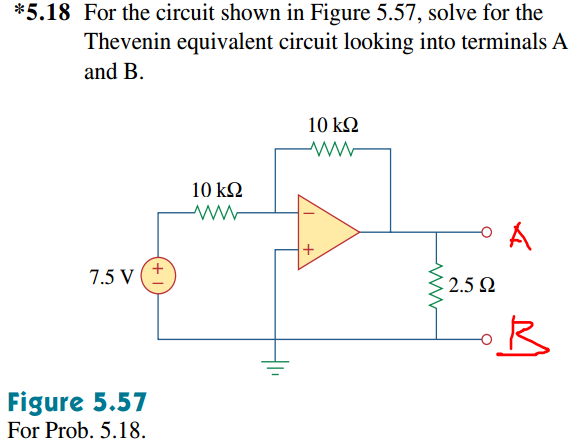 *5.18 For the circuit shown in Figure 5.57, solve for the
Thevenin equivalent circuit looking into terminals A
and B.
10 kΩ
10 kΩ
−
+
A
7.5 V
+
−
2.5 Ω
B
Figure 5.57
For Prob. 5.18.